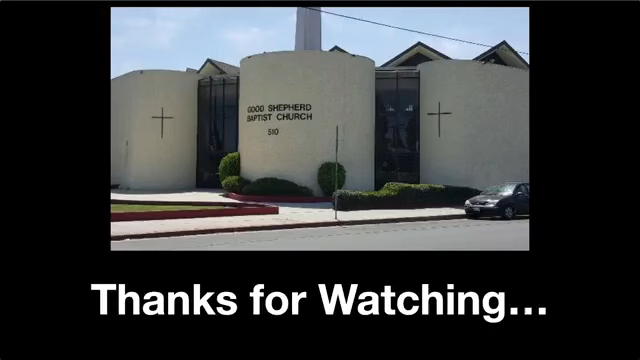 GOOD SHEPHERD
BAPTIST CHURCH
510
Thanks for Watching...